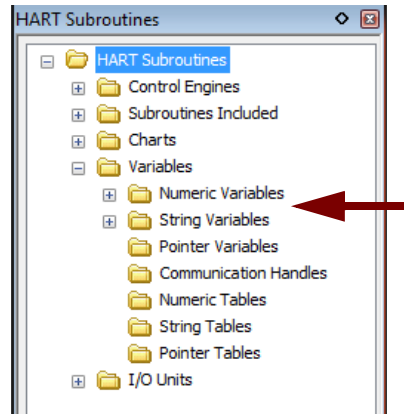 HART Subroutines
HART Subroutines
Control Engines
Subroutines Included
Charts
Variables
Numeric Variables
String Variables
Pointer Variables
Communication Handles
Numeric Tables
String Tables
Pointer Tables
I/O Units